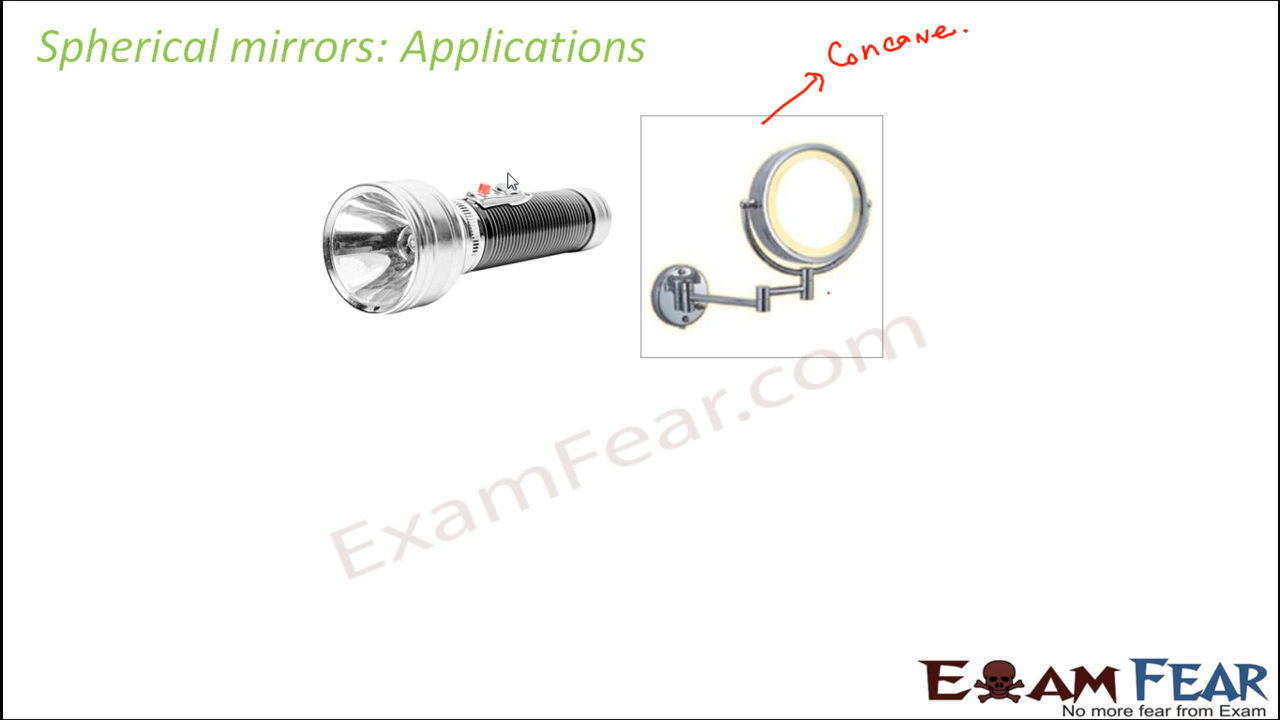 Spherical mirrors: Applications
Concave.
ExamFear.com
EXAM FEAR
No more fear from Exam